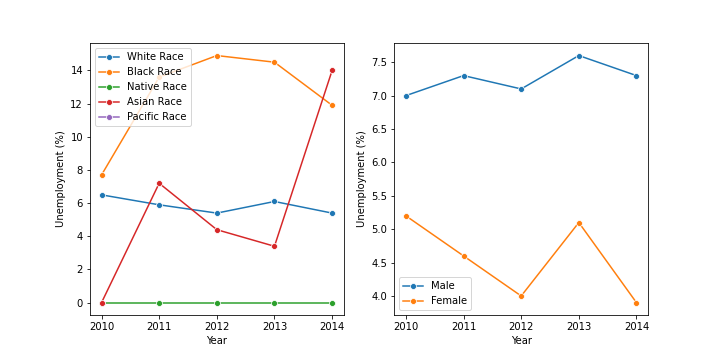 White Race
Black Race
Native Race
Asian Race
Pacific Race
14
12
10
8
6
4
2
0
Unemployment (%)
2010 2011 2012 2013 2014
Year
7.5
7.0
6.5
6.0
5.5
5.0
4.5
4.0
Unemployment (%)
Male
Female
2010 2011 2012 2013 2014
Year